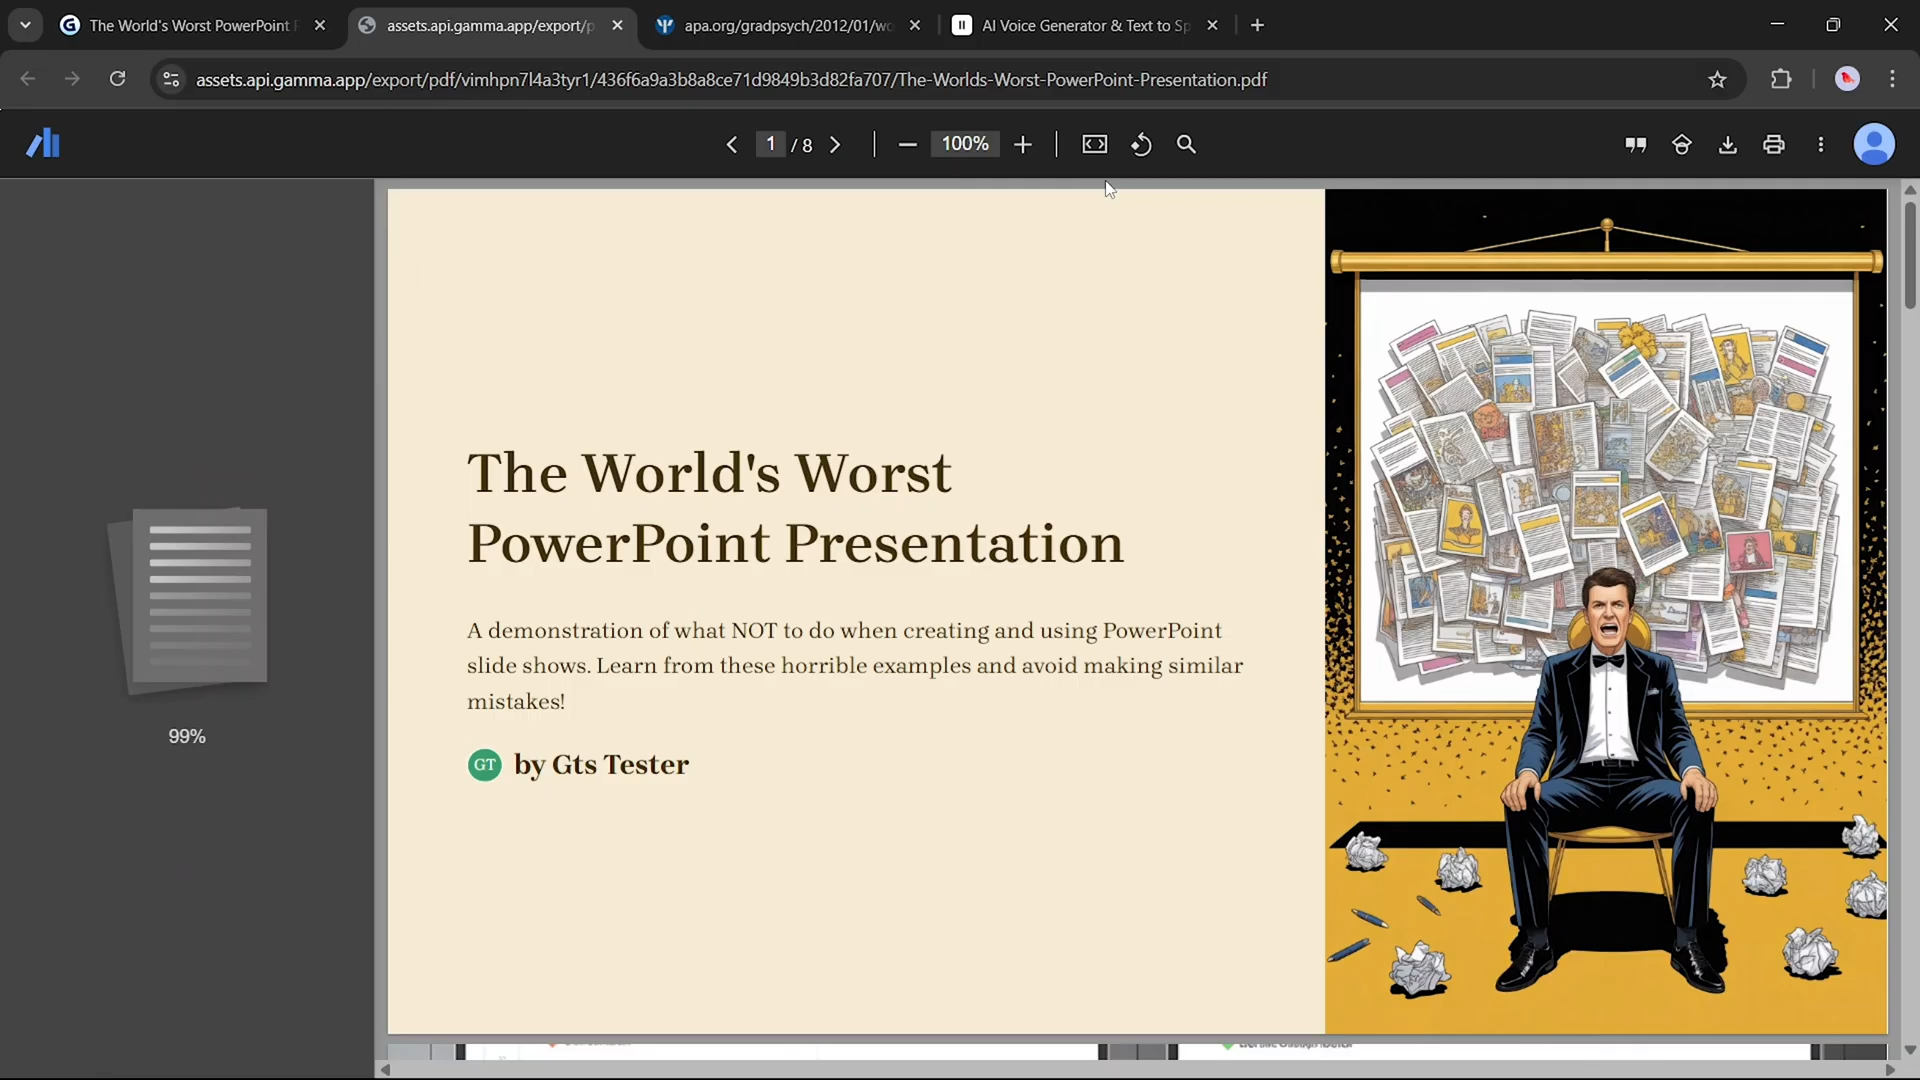 The World's Worst PowerPoint P
assets.api.gamma.app/export/p
apa.org/gradpsych/2012/01/wo
AI Voice Generator & Text to Sp
assets.api.gamma.app/export/pdf/vimhpn7l4a3tyr1/436f6a9a3b8a8ce71d9849b3d82fa707/The-Worlds-Worst-PowerPoint-Presentation.pdf
1 / 8
100%
The World's Worst
PowerPoint Presentation
A demonstration of what NOT to do when creating and using PowerPoint
slide shows. Learn from these horrible examples and avoid making similar
mistakes!
GT by Gts Tester
99%